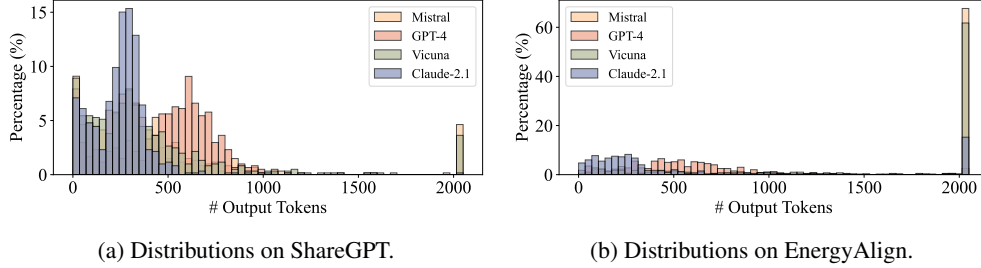 Percentage (%)
15
10
5
0
Mistral
GPT-4
Vicuna
Claude-2.1
0
500
1000
1500
2000
# Output Tokens
(a) Distributions on ShareGPT.
Percentage (%)
60
40
20
0
Mistral
GPT-4
Vicuna
Claude-2.1
0
500
1000
1500
2000
# Output Tokens
(b) Distributions on EnergyAlign.